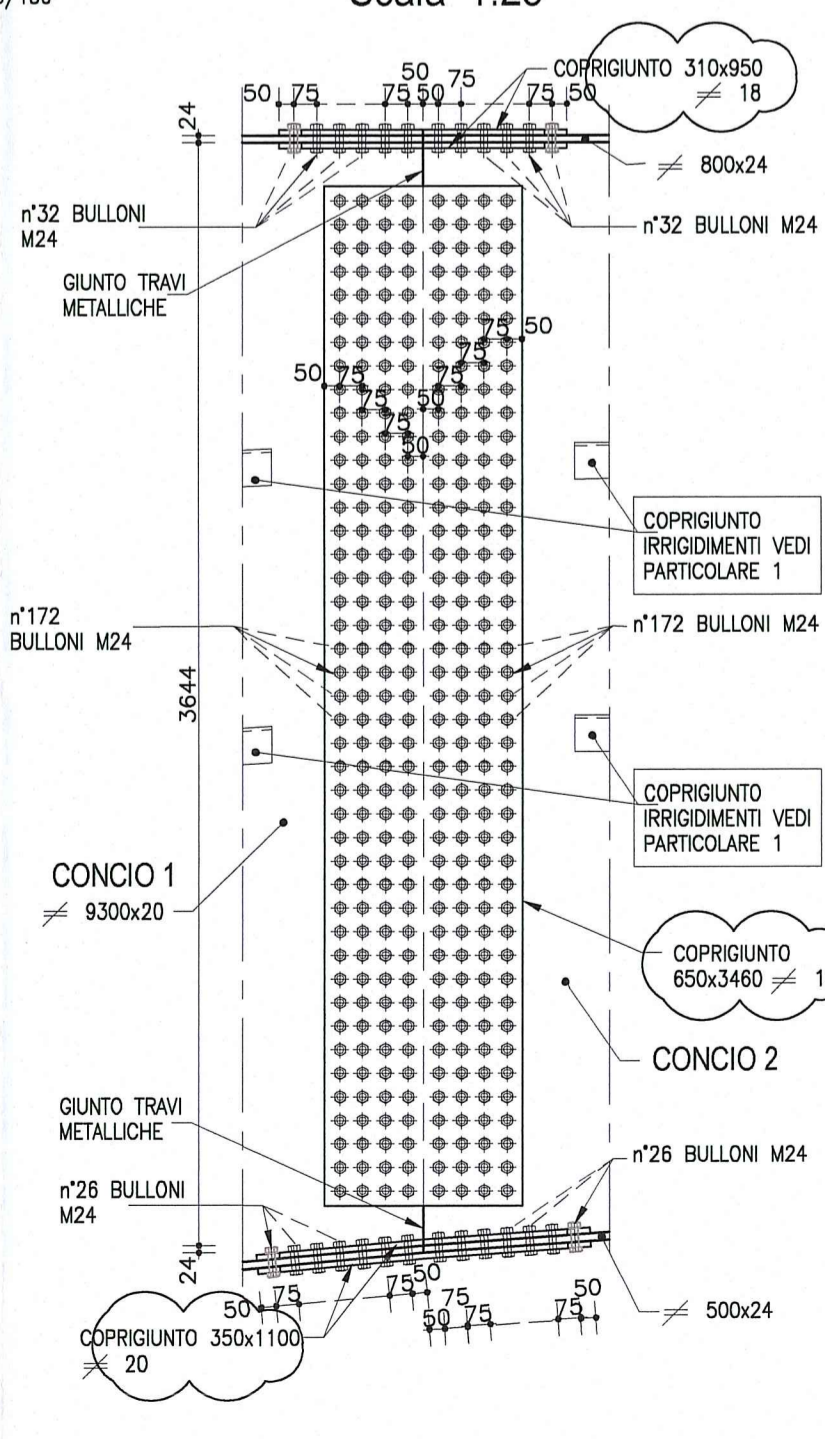 Scala 1:20
50
75
50
75
50
50
75
75
50
COPRIGIUNTO 310x950
⌿ 18
24
⌿ 800x24
n°32 BULLONI
M24
n°32 BULLONI M24
GIUNTO TRAVI
METALLICHE
75
50
75
50
75
75
75
50
75
50
COPRIGIUNTO
IRRIGIDIMENTI VEDI
PARTICOLARE 1
n°172
BULLONI M24
n°172 BULLONI M24
3644
COPRIGIUNTO
IRRIGIDIMENTI VEDI
PARTICOLARE 1
CONCIO 1
⌿ 9300x20
COPRIGIUNTO
650x3460 ⌿ 1
CONCIO 2
GIUNTO TRAVI
METALLICHE
n°26 BULLONI M24
n°26 BULLONI
M24
24
50
75
75
50
50
75
75
75
50
⌿ 500x24
COPRIGIUNTO 350x1100
⌿ 20